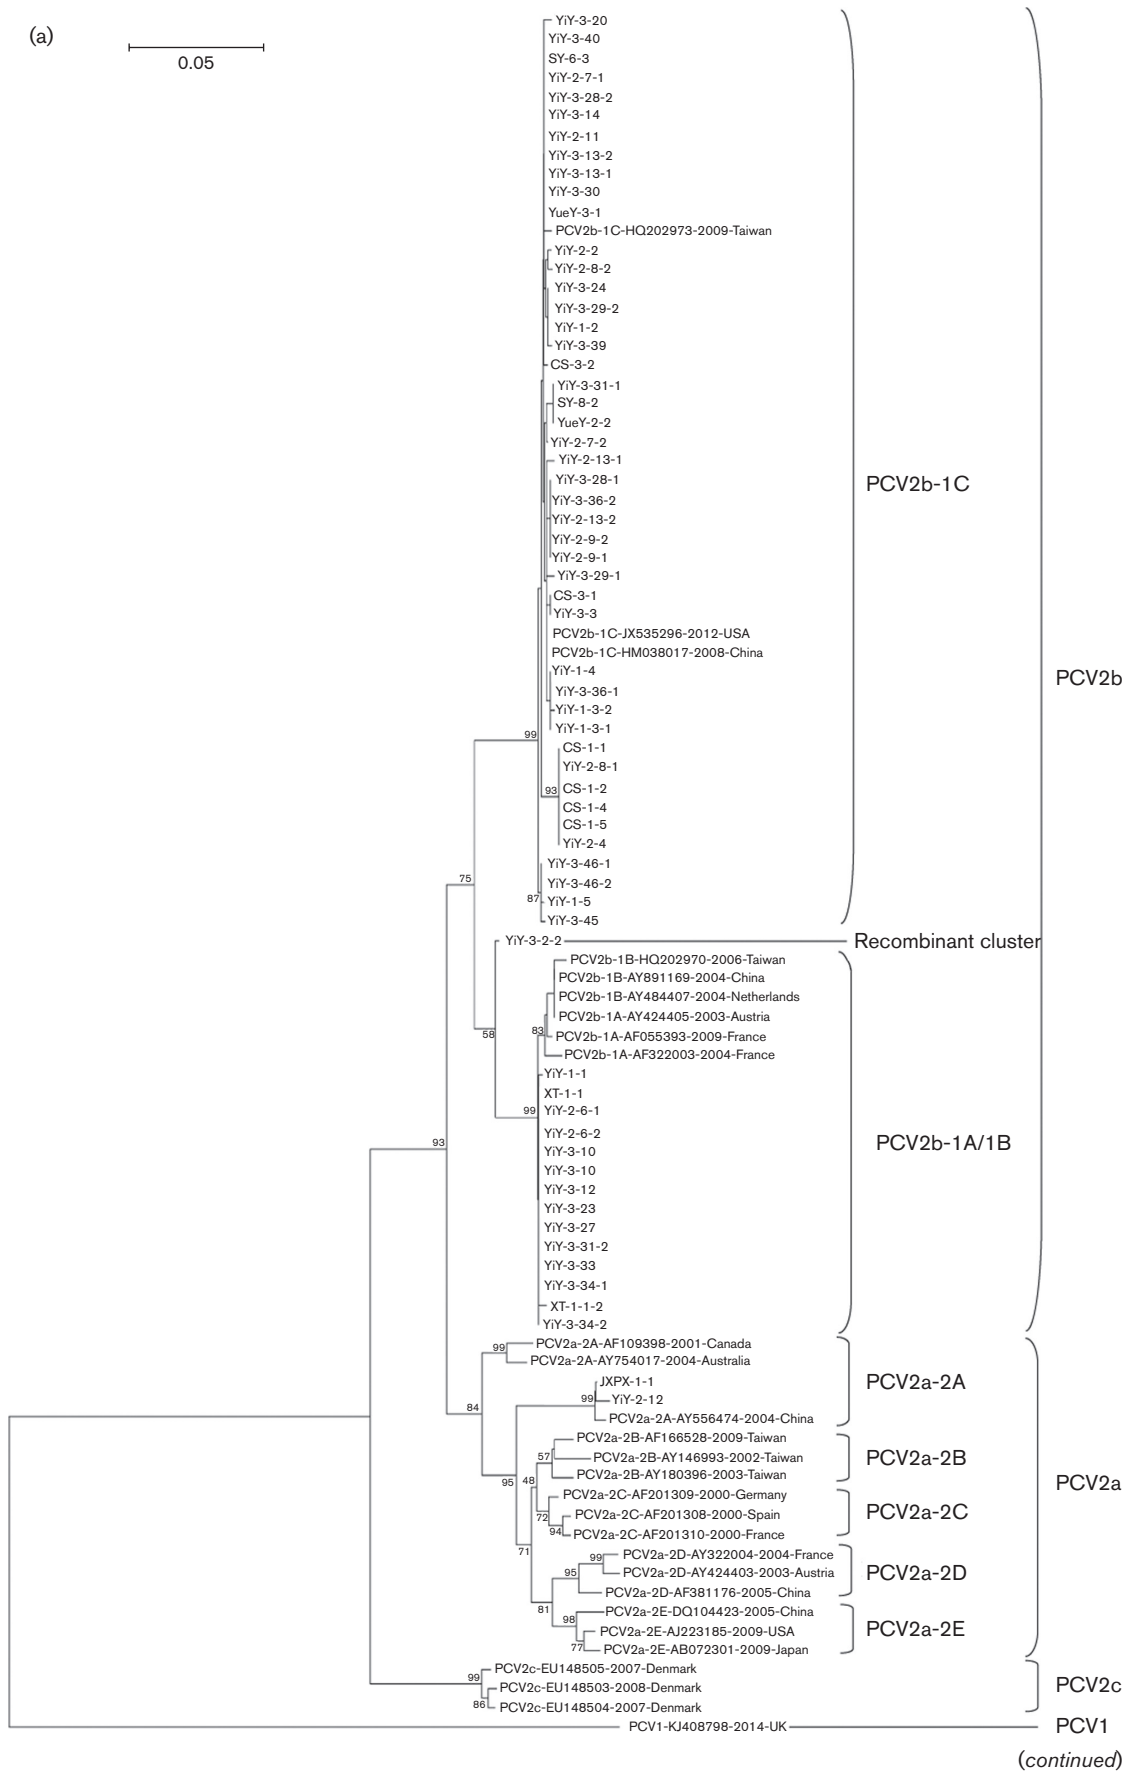 (a)
0.05
YiY-3-20
YiY-3-40
SY-6-3
YiY-2-7-1
YiY-3-28-2
YiY-3-14
YiY-2-11
YiY-3-13-2
YiY-3-13-1
YiY-3-30
YueY-3-1
PCV2b-1C-HQ202973-2009-Taiwan
YiY-2-2
YiY-2-8-2
YiY-3-24
YiY-3-29-2
YiY-1-2
YiY-3-39
CS-3-2
YiY-3-31-1
SY-8-2
YueY-2-2
YiY-2-7-2
YiY-2-13-1
YiY-3-28-1
PCV2b-1C
YiY-3-36-2
YiY-2-13-2
YiY-2-9-2
YiY-2-9-1
YiY-3-29-1
CS-3-1
YiY-3-3
PCV2b-1C-JX535296-2012-USA
PCV2b-1C-HM038017-2008-China
YiY-1-4
PCV2b
YiY-3-36-1
YiY-1-3-2
YiY-1-3-1
99
CS-1-1
YiY-2-8-1
93
CS-1-2
CS-1-4
CS-1-5
YiY-2-4
YiY-3-46-1
75
YiY-3-46-2
87
YiY-1-5
YiY-3-45
YiY-3-2-2
Recombinant cluster
PCV2b-1B-HQ202970-2006-Taiwan
PCV2b-1B-AY891169-2004-China
PCV2b-1B-AY484407-2004-Netherlands
PCV2b-1A-AY424405-2003-Austria
83
58
PCV2b-1A-AF055393-2009-France
PCV2b-1A-AF322003-2004-France
YiY-1-1
XT-1-1
99
YiY-2-6-1
YiY-2-6-2
93
PCV2b-1A/1B
YiY-3-10
YiY-3-10
YiY-3-12
YiY-3-23
YiY-3-27
YiY-3-31-2
YiY-3-33
YiY-3-34-1
XT-1-1-2
YiY-3-34-2
99
PCV2a-2A-AF109398-2001-Canada
PCV2a-2A-AY754017-2004-Australia
JXPX-1-1
PCV2a-2A
99
YiY-2-12
84
PCV2a-2A-AY556474-2004-China
PCV2a-2B-AF166528-2009-Taiwan
57
PCV2a-2B-AY146993-2002-Taiwan
PCV2a-2B
PCV2a-2B-AY180396-2003-Taiwan
95
48
PCV2a
PCV2a-2C-AF201309-2000-Germany
72
PCV2a-2C-AF201308-2000-Spain
PCV2a-2C
94
PCV2a-2C-AF201310-2000-France
71
99
PCV2a-2D-AY322004-2004-France
95
PCV2a-2D-AY424403-2003-Austria
PCV2a-2D
PCV2a-2D-AF381176-2005-China
81
PCV2a-2E-DQ104423-2005-China
98
PCV2a-2E-AJ223185-2009-USA
PCV2a-2E
77
PCV2a-2E-AB072301-2009-Japan
99
PCV2c-EU148505-2007-Denmark
PCV2c-EU148503-2008-Denmark
PCV2c
86
PCV2c-EU148504-2007-Denmark
PCV1-KJ408798-2014-UK
PCV1
(continued)